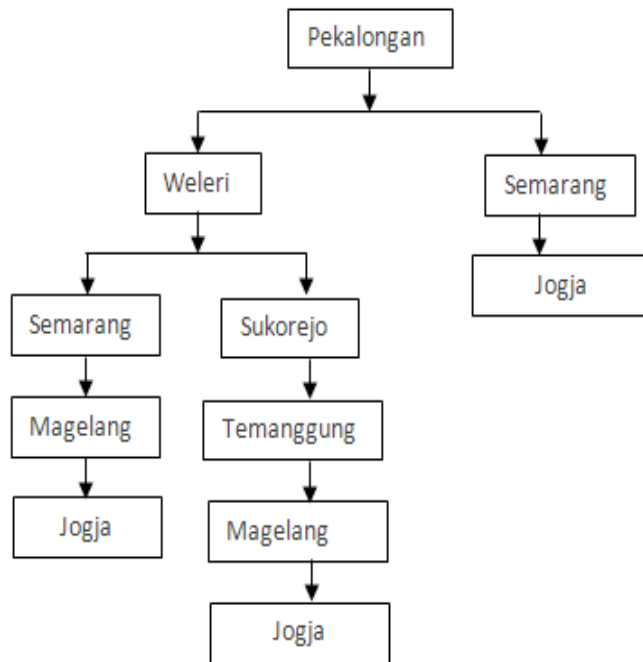 Pekalongan
Weleri
Semarang
Semarang
Sukorejo
Jogja
Magelang
Temanggung
Jogja
Magelang
Jogja